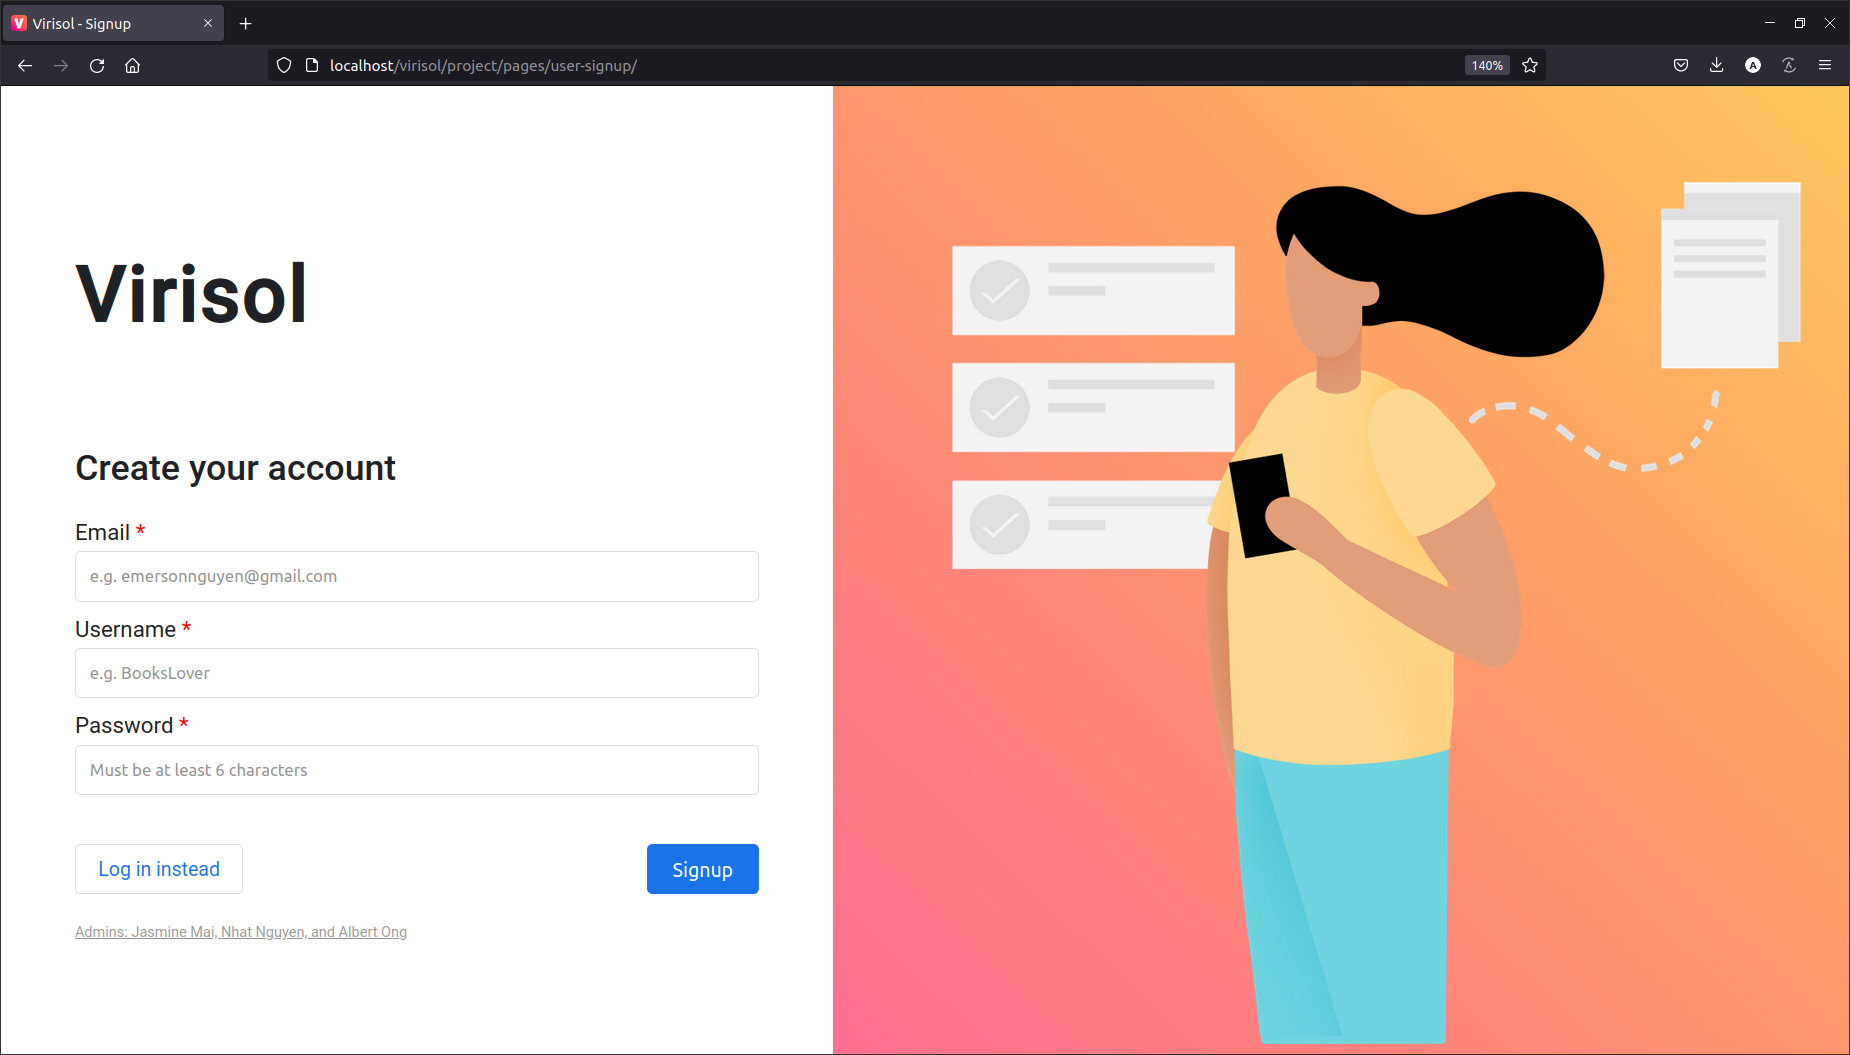 Virisol - Signup
localhost/virisol/project/pages/user-signup/
140%
Virisol
Create your account
Email *
e.g. emersonnguyen@gmail.com
Username *
e.g. BooksLover
Password *
Must be at least 6 characters
Log in instead
Signup
Admins: Jasmine Mai, Nhat Nguyen, and Albert Ong